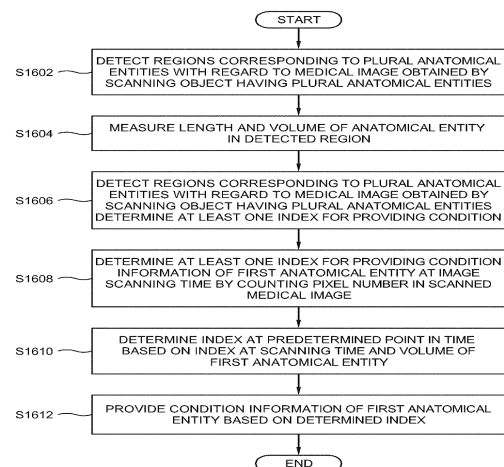 START
S1602
DETECT REGIONS CORRESPONDING TO PLURAL ANATOMICAL
ENTITIES WITH REGARD TO MEDICAL IMAGE OBTAINED BY
SCANNING OBJECT HAVING PLURAL ANATOMICAL ENTITIES
S1604
MEASURE LENGTH AND VOLUME OF ANATOMICAL ENTITY
IN DETECTED REGION
S1606
DETECT REGIONS CORRESPONDING TO PLURAL ANATOMICAL
ENTITIES WITH REGARD TO MEDICAL IMAGE OBTAINED BY
SCANNING OBJECT HAVING PLURAL ANATOMICAL ENTITIES
DETERMINE AT LEAST ONE INDEX FOR PROVIDING CONDITION
S1608
DETERMINE AT LEAST ONE INDEX FOR PROVIDING CONDITION
INFORMATION OF FIRST ANATOMICAL ENTITY AT IMAGE
SCANNING TIME BY COUNTING PIXEL NUMBER IN SCANNED
MEDICAL IMAGE
S1610
DETERMINE INDEX AT PREDETERMINED POINT IN TIME
BASED ON INDEX AT SCANNING TIME AND VOLUME OF
FIRST ANATOMICAL ENTITY
S1612
PROVIDE CONDITION INFORMATION OF FIRST ANATOMICAL
ENTITY BASED ON DETERMINED INDEX
END